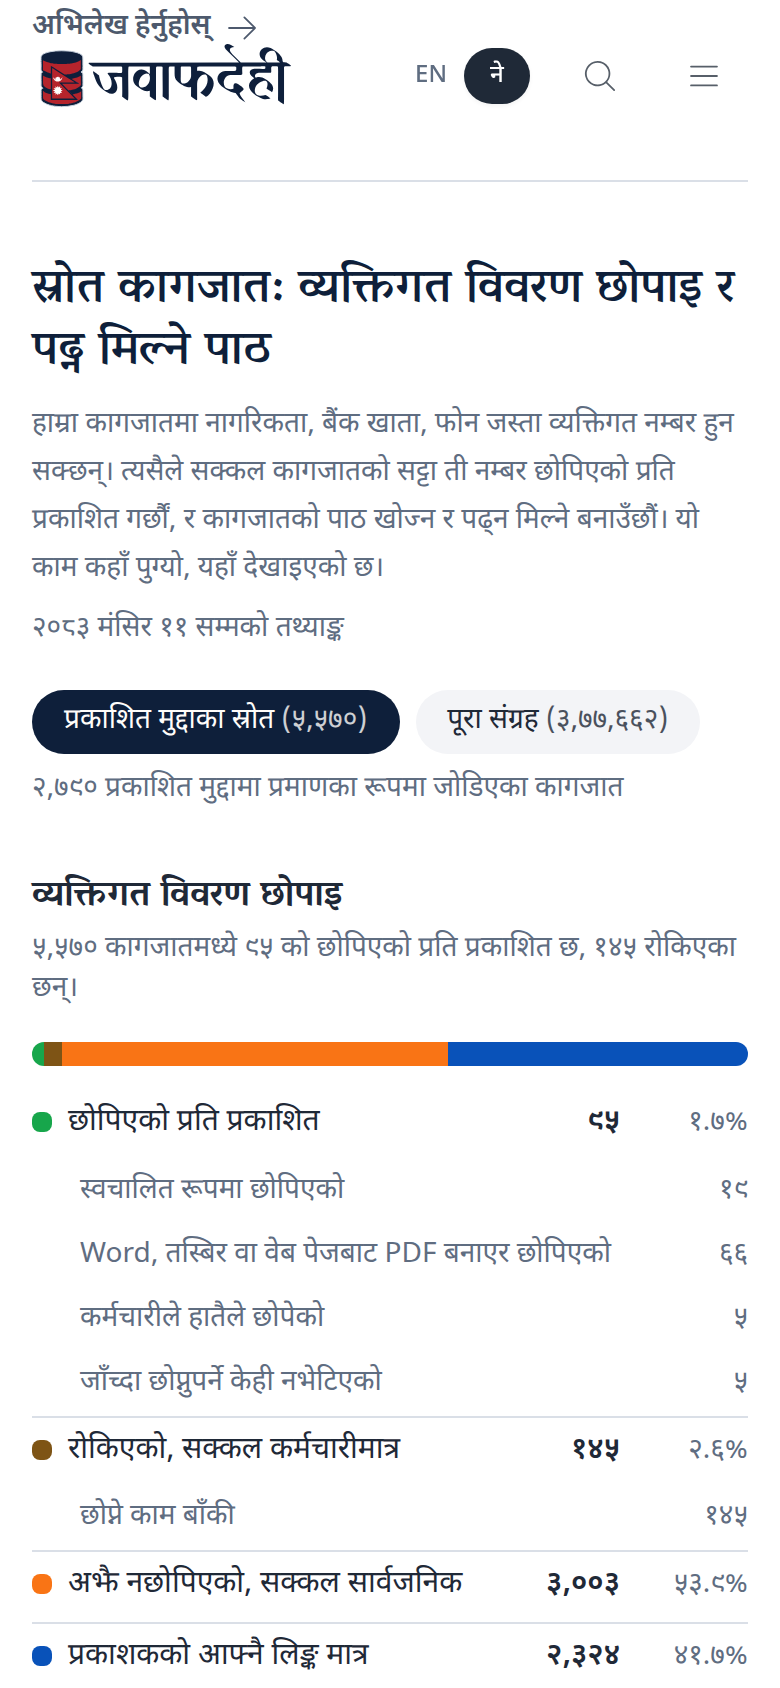 अभिलेख हेर्नुहोस् →
जवाफदेही
EN ने
स्रोत कागजातः व्यक्तिगत विवरण छोपाइ र
पढ्न मिल्ने पाठ
हाम्रा कागजातमा नागरिकता, बैंक खाता, फोन जस्ता व्यक्तिगत नम्बर हुन
सक्छन्। त्यसैले सक्कल कागजातको सट्टा ती नम्बर छोपिएको प्रति
प्रकाशित गर्छौं, र कागजातको पाठ खोज्न र पढ्न मिल्ने बनाउँछौं। यो
काम कहाँ पुग्यो, यहाँ देखाइएको छ।
२०८३ मंसिर ११ सम्मको तथ्याङ्क
प्रकाशित मुद्दाका स्रोत (५,५७०) पूरा संग्रह (३,७७,६६२)
२,७९० प्रकाशित मुद्दामा प्रमाणका रूपमा जोडिएका कागजात
व्यक्तिगत विवरण छोपाइ
५,५७० कागजातमध्ये ९५ को छोपिएको प्रति प्रकाशित छ, १४५ रोकिएका
छन्।
छोपिएको प्रति प्रकाशित ९५ १.७%
स्वचालित रूपमा छोपिएको १९
Word, तस्बिर वा वेब पेजबाट PDF बनाएर छोपिएको ६६
कर्मचारीले हातैले छोपेको ५
जाँच्दा छोप्नुपर्ने केही नभेटिएको ५
रोकिएको, सक्कल कर्मचारीमात्र १४५ २.६%
छोप्ने काम बाँकी १४५
अझै नछोपिएको, सक्कल सार्वजनिक ३,००३ ५३.९%
प्रकाशकको आफ्नै लिङ्क मात्र २,३२४ ४१.७%